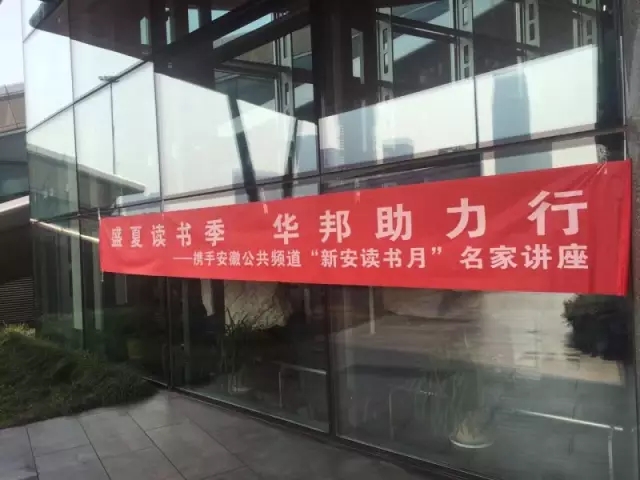 盛夏读书季 华邦助力行
——携手安徽公共频道“新安读书月”名家讲座